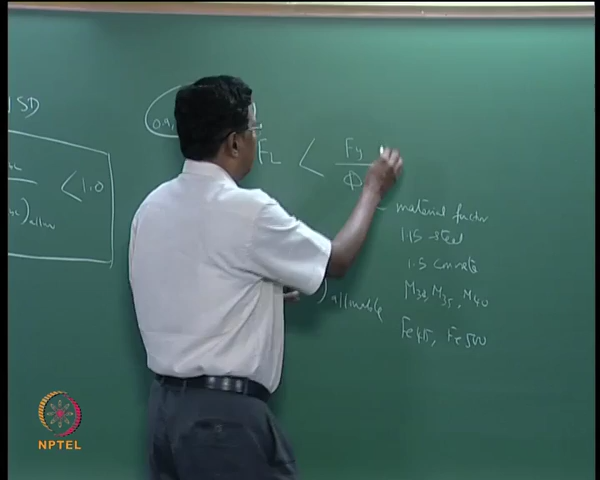 SD
< 1.0
) allow
0.9
FL < Fy
Φ
material factor
1.15 steel
1.5 concrete
M30, M35, M40
) allowable
Fe415, Fe500
NPTEL